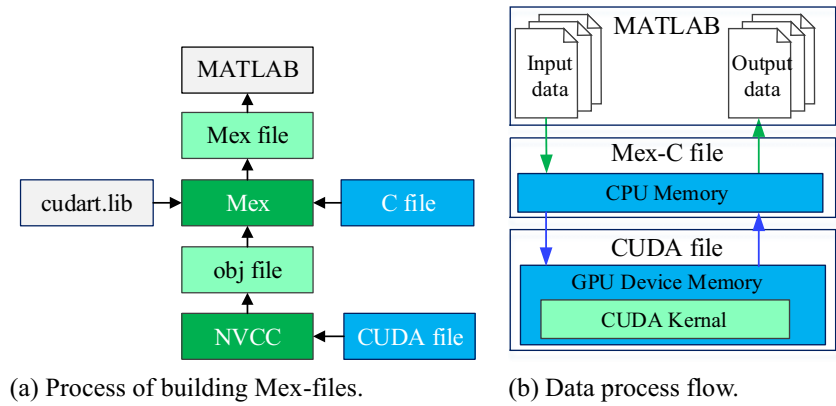 MATLAB
Mex file
cudart.lib
Mex
C file
obj file
NVCC
CUDA file
(a) Process of building Mex-files.
MATLAB
Input
data
Output
data
Mex-C file
CPU Memory
CUDA file
GPU Device Memory
CUDA Kernal
(b) Data process flow.